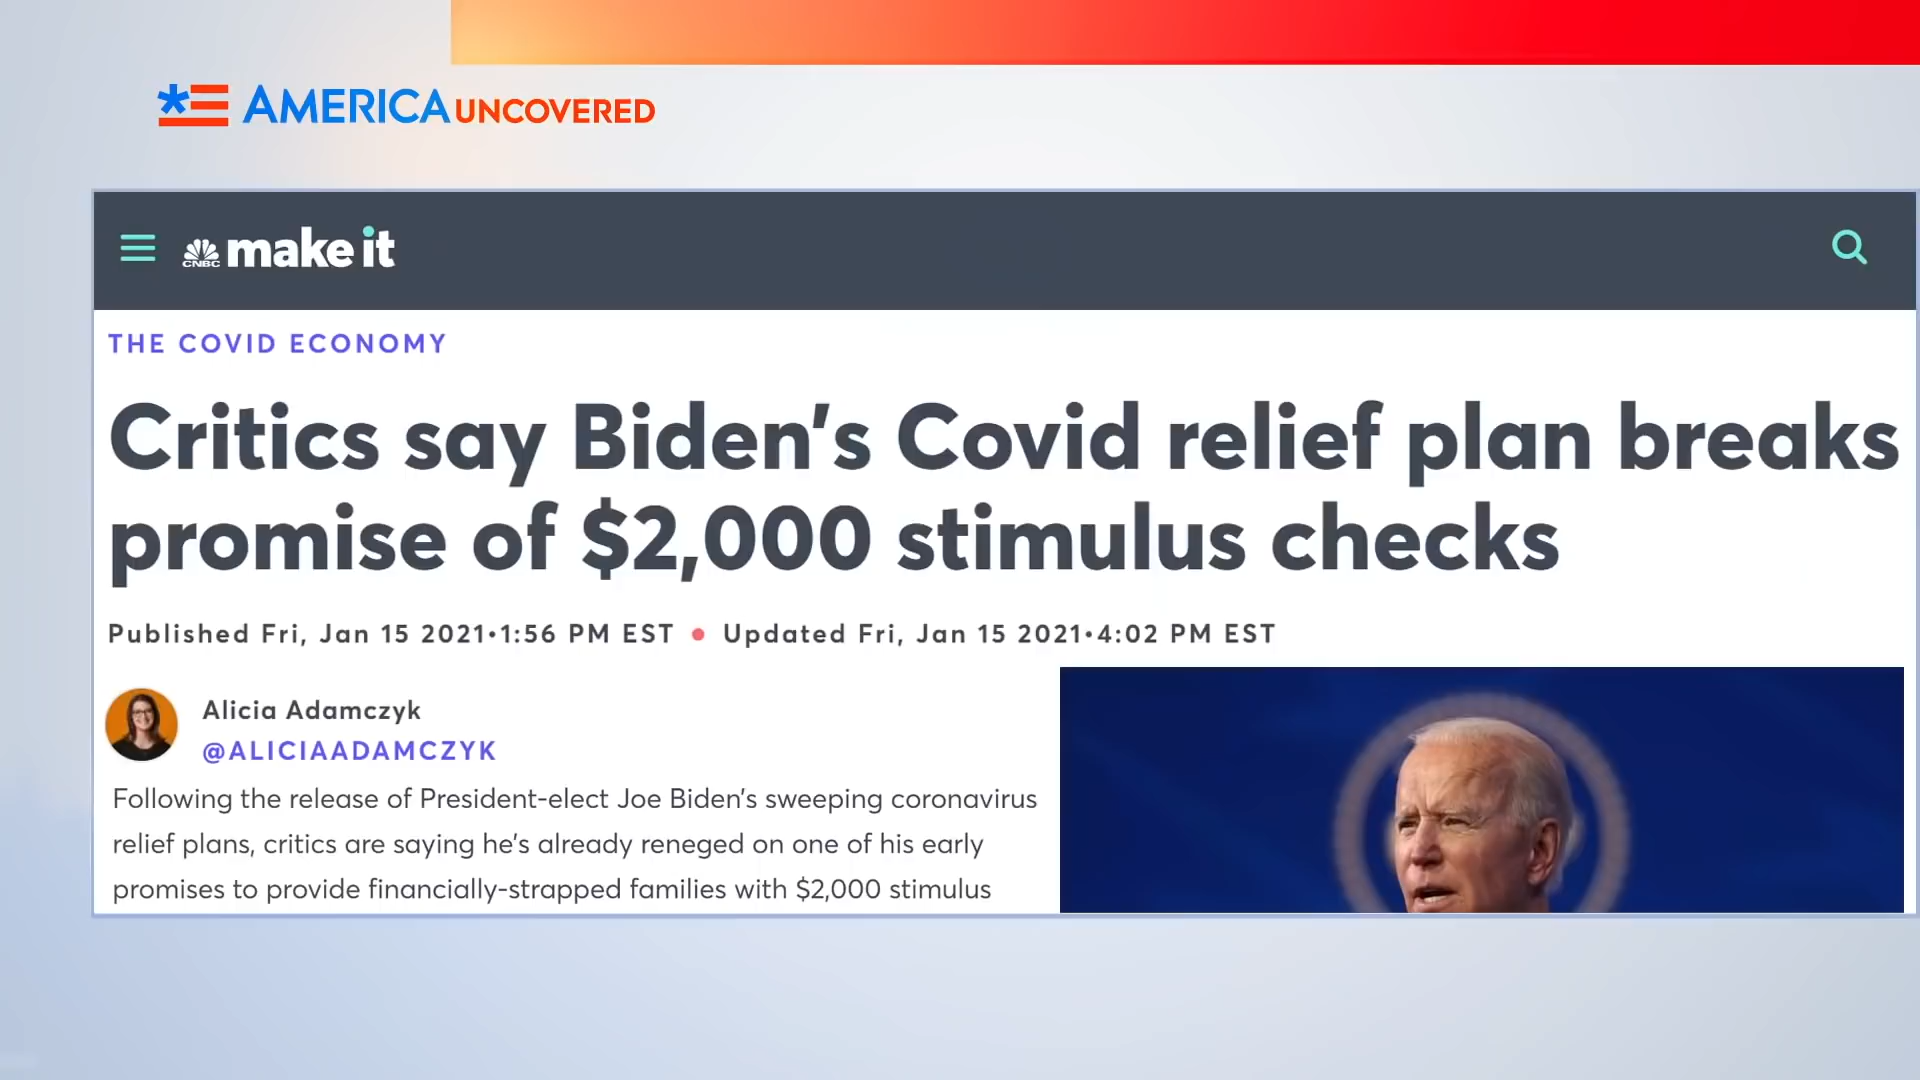 AMERICA UNCOVERED
CNBC make it
THE COVID ECONOMY
Critics say Biden's Covid relief plan breaks
promise of $2,000 stimulus checks
Published Fri, Jan 15 2021•1:56 PM EST • Updated Fri, Jan 15 2021•4:02 PM EST
Alicia Adamczyk
@ALICIAADAMCZYK
Following the release of President-elect Joe Biden's sweeping coronavirus
relief plans, critics are saying he's already reneged on one of his early
promises to provide financially-strapped families with $2,000 stimulus